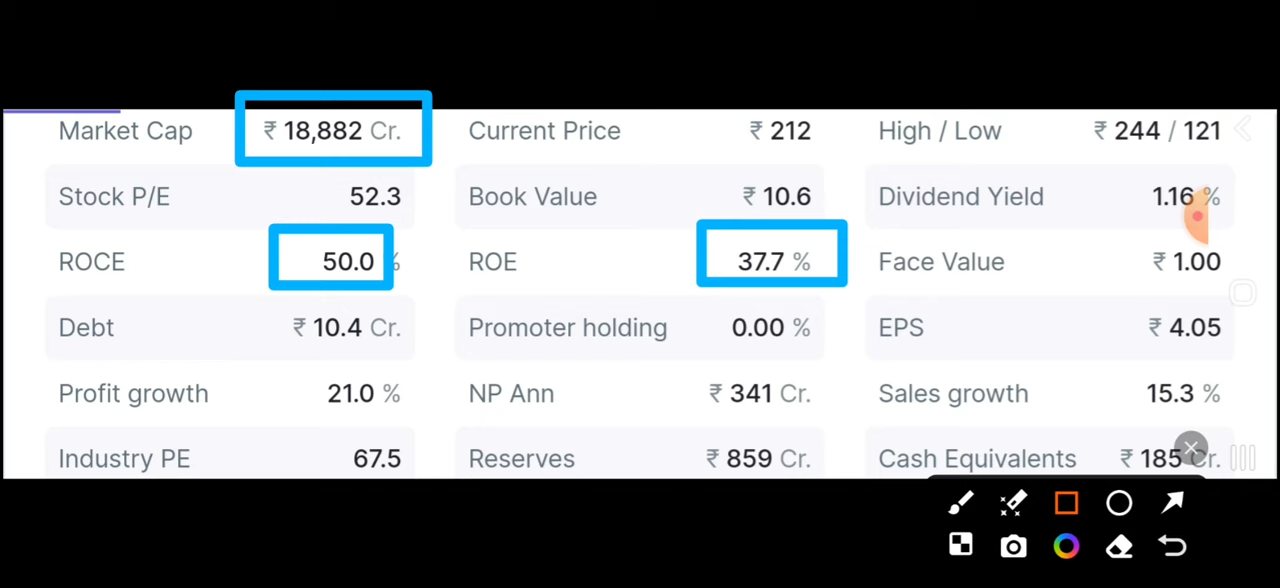 Market Cap ₹ 18,882 Cr. Current Price ₹ 212 High / Low ₹ 244 / 121
Stock P/E 52.3 Book Value ₹ 10.6 Dividend Yield 1.16 %
ROCE 50.0 % ROE 37.7 % Face Value ₹ 1.00
Debt ₹ 10.4 Cr. Promoter holding 0.00 % EPS ₹ 4.05
Profit growth 21.0 % NP Ann ₹ 341 Cr. Sales growth 15.3 %
Industry PE 67.5 Reserves ₹ 859 Cr. Cash Equivalents ₹ 185 Cr.